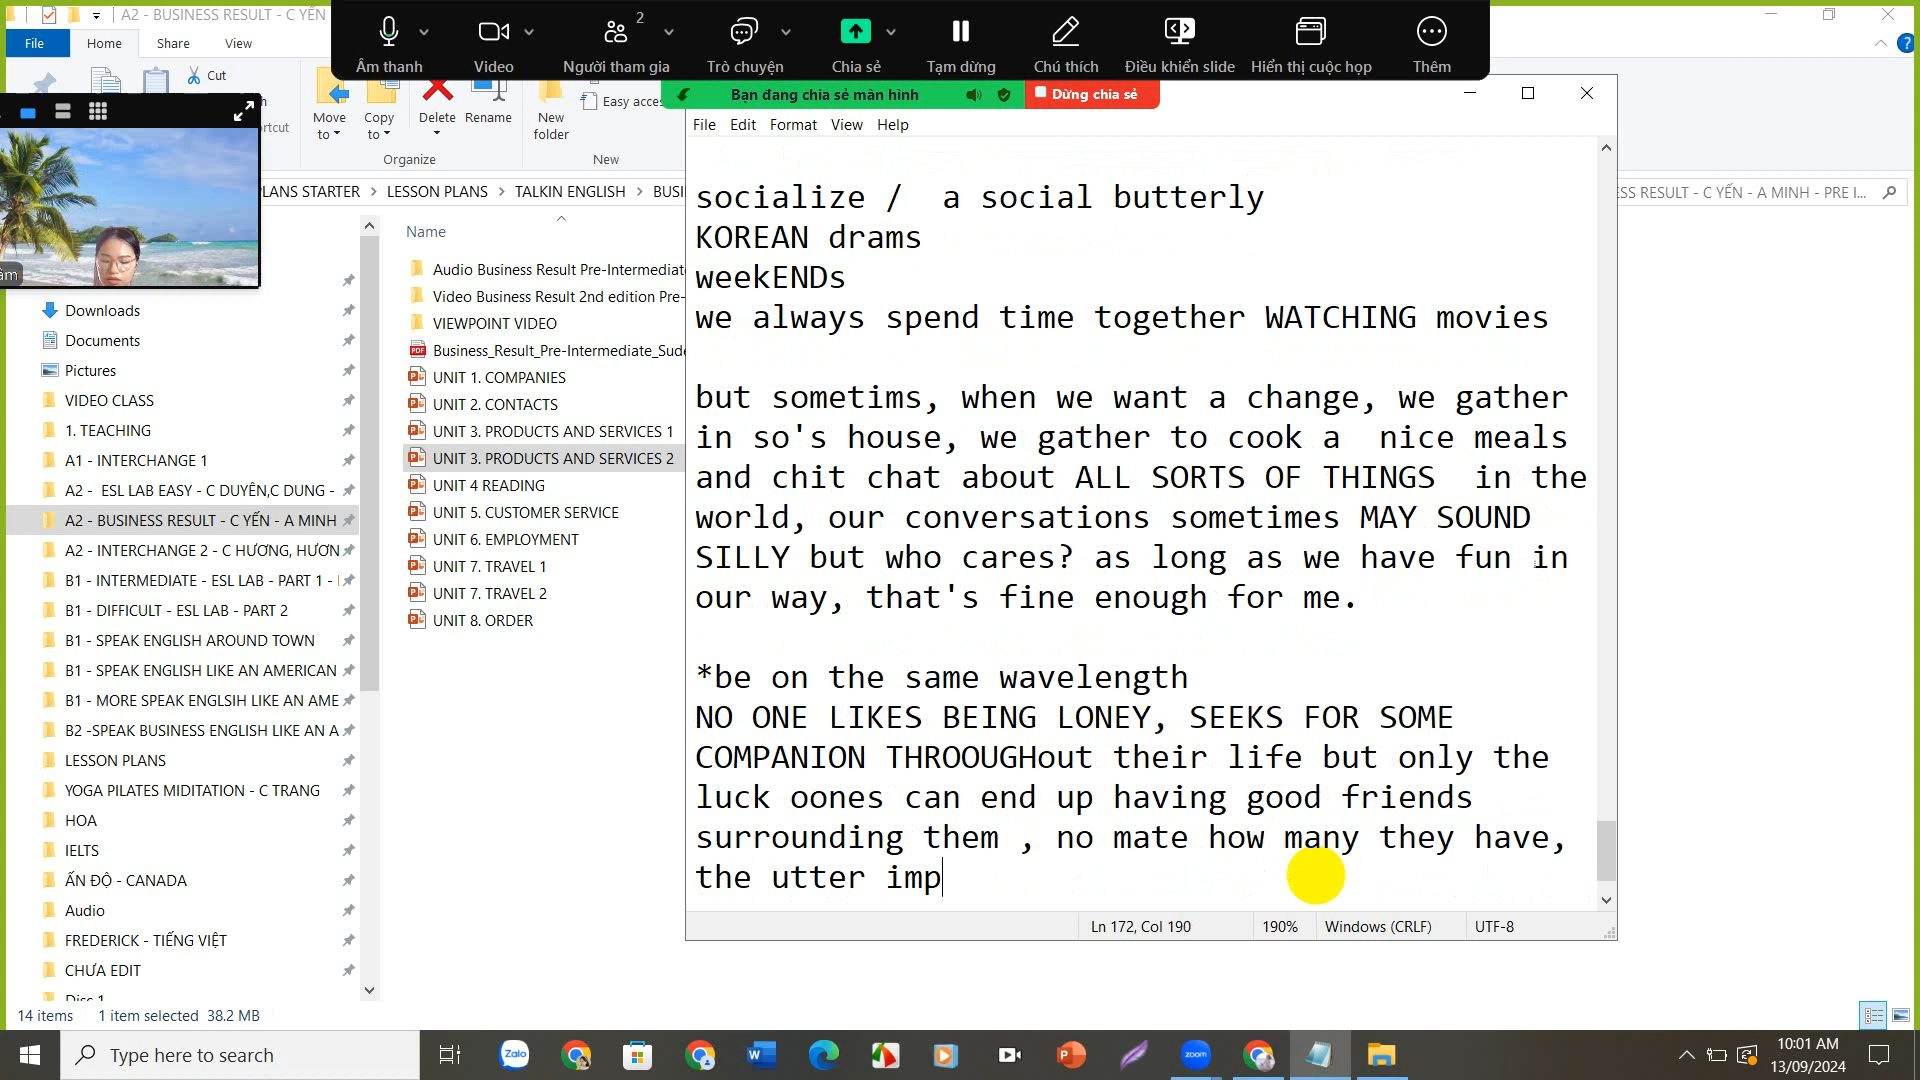 A2 - BUSINESS RESULT - C YẾN
File
Home
Share
View
Cut
Move to
Copy to
Delete
Rename
New folder
Easy acces
Organize
New
Âm thanh
Video
2
Người tham gia
Trò chuyện
Chia sẻ
Tạm dừng
Chú thích
Điều khiển slide
Hiển thị cuộc họp
Thêm
Bạn đang chia sẻ màn hình
Dừng chia sẻ
LANS STARTER > LESSON PLANS > TALKIN ENGLISH > BUSI
SS RESULT - C YẾN - A MINH - PRE I...
Downloads
Documents
Pictures
VIDEO CLASS
1. TEACHING
A1 - INTERCHANGE 1
A2 - ESL LAB EASY - C DUYÊN,C DUNG -
A2 - BUSINESS RESULT - C YẾN - A MINH
A2 - INTERCHANGE 2 - C HƯƠNG, HƯƠN
B1 - INTERMEDIATE - ESL LAB - PART 1 -
B1 - DIFFICULT - ESL LAB - PART 2
B1 - SPEAK ENGLISH AROUND TOWN
B1 - SPEAK ENGLISH LIKE AN AMERICAN
B1 - MORE SPEAK ENGLSIH LIKE AN AME
B2 -SPEAK BUSINESS ENGLISH LIKE AN A
LESSON PLANS
YOGA PILATES MIDITATION - C TRANG
HOA
IELTS
ẤN ĐỘ - CANADA
Audio
FREDERICK - TIẾNG VIỆT
CHƯA EDIT
Disc 1
Name
Audio Business Result Pre-Intermediat
Video Business Result 2nd edition Pre-
VIEWPOINT VIDEO
Business_Result_Pre-Intermediate_Sude
UNIT 1. COMPANIES
UNIT 2. CONTACTS
UNIT 3. PRODUCTS AND SERVICES 1
UNIT 3. PRODUCTS AND SERVICES 2
UNIT 4 READING
UNIT 5. CUSTOMER SERVICE
UNIT 6. EMPLOYMENT
UNIT 7. TRAVEL 1
UNIT 7. TRAVEL 2
UNIT 8. ORDER
14 items 1 item selected 38.2 MB
File Edit Format View Help
socialize / a social butterly
KOREAN drams
weekENDs
we always spend time together WATCHING movies
but sometims, when we want a change, we gather
in so's house, we gather to cook a nice meals
and chit chat about ALL SORTS OF THINGS in the
world, our conversations sometimes MAY SOUND
SILLY but who cares? as long as we have fun in
our way, that's fine enough for me.
*be on the same wavelength
NO ONE LIKES BEING LONEY, SEEKS FOR SOME
COMPANION THROOUGHout their life but only the
luck oones can end up having good friends
surrounding them , no mate how many they have,
the utter imp
Ln 172, Col 190
190%
Windows (CRLF)
UTF-8
Type here to search
Zalo
zoom
10:01 AM
13/09/2024